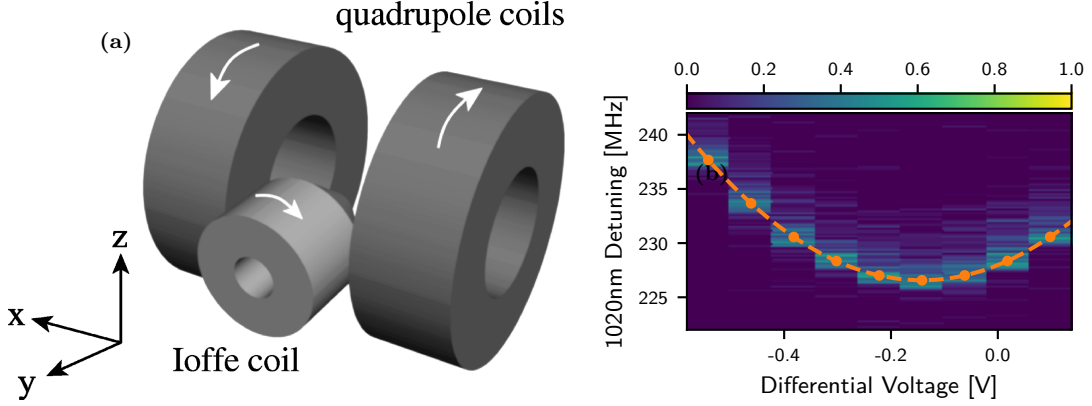 quadrupole coils
(a)
z
x
y
Ioffe coil
0.0 0.2 0.4 0.6 0.8 1.0
1020nm Detuning [MHz]
240
235
230
225
(b)
-0.4 -0.2 0.0
Differential Voltage [V]